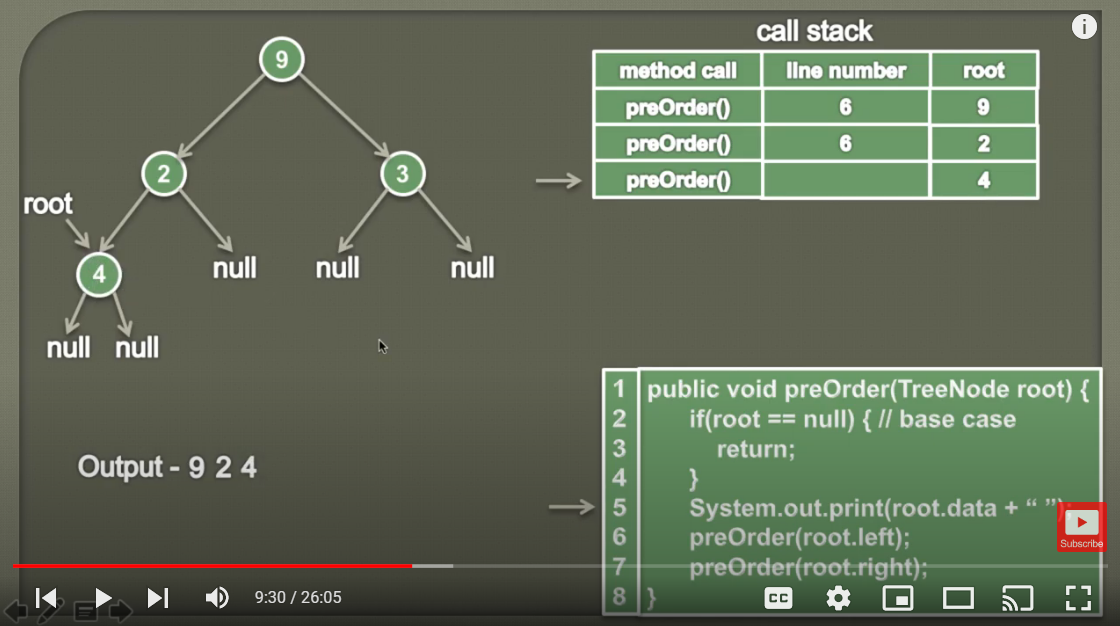 call stack
method call line number root
preOrder() 6 9
preOrder() 6 2
preOrder() 4
9
2 3
root
4 null null null
null null
Output - 9 2 4
1 public void preOrder(TreeNode root) {
2 if(root == null) { // base case
3 return;
4 }
5 System.out.print(root.data + “ ”);
6 preOrder(root.left);
7 preOrder(root.right);
8 }
Subscribe
9:30 / 26:05
CC
i